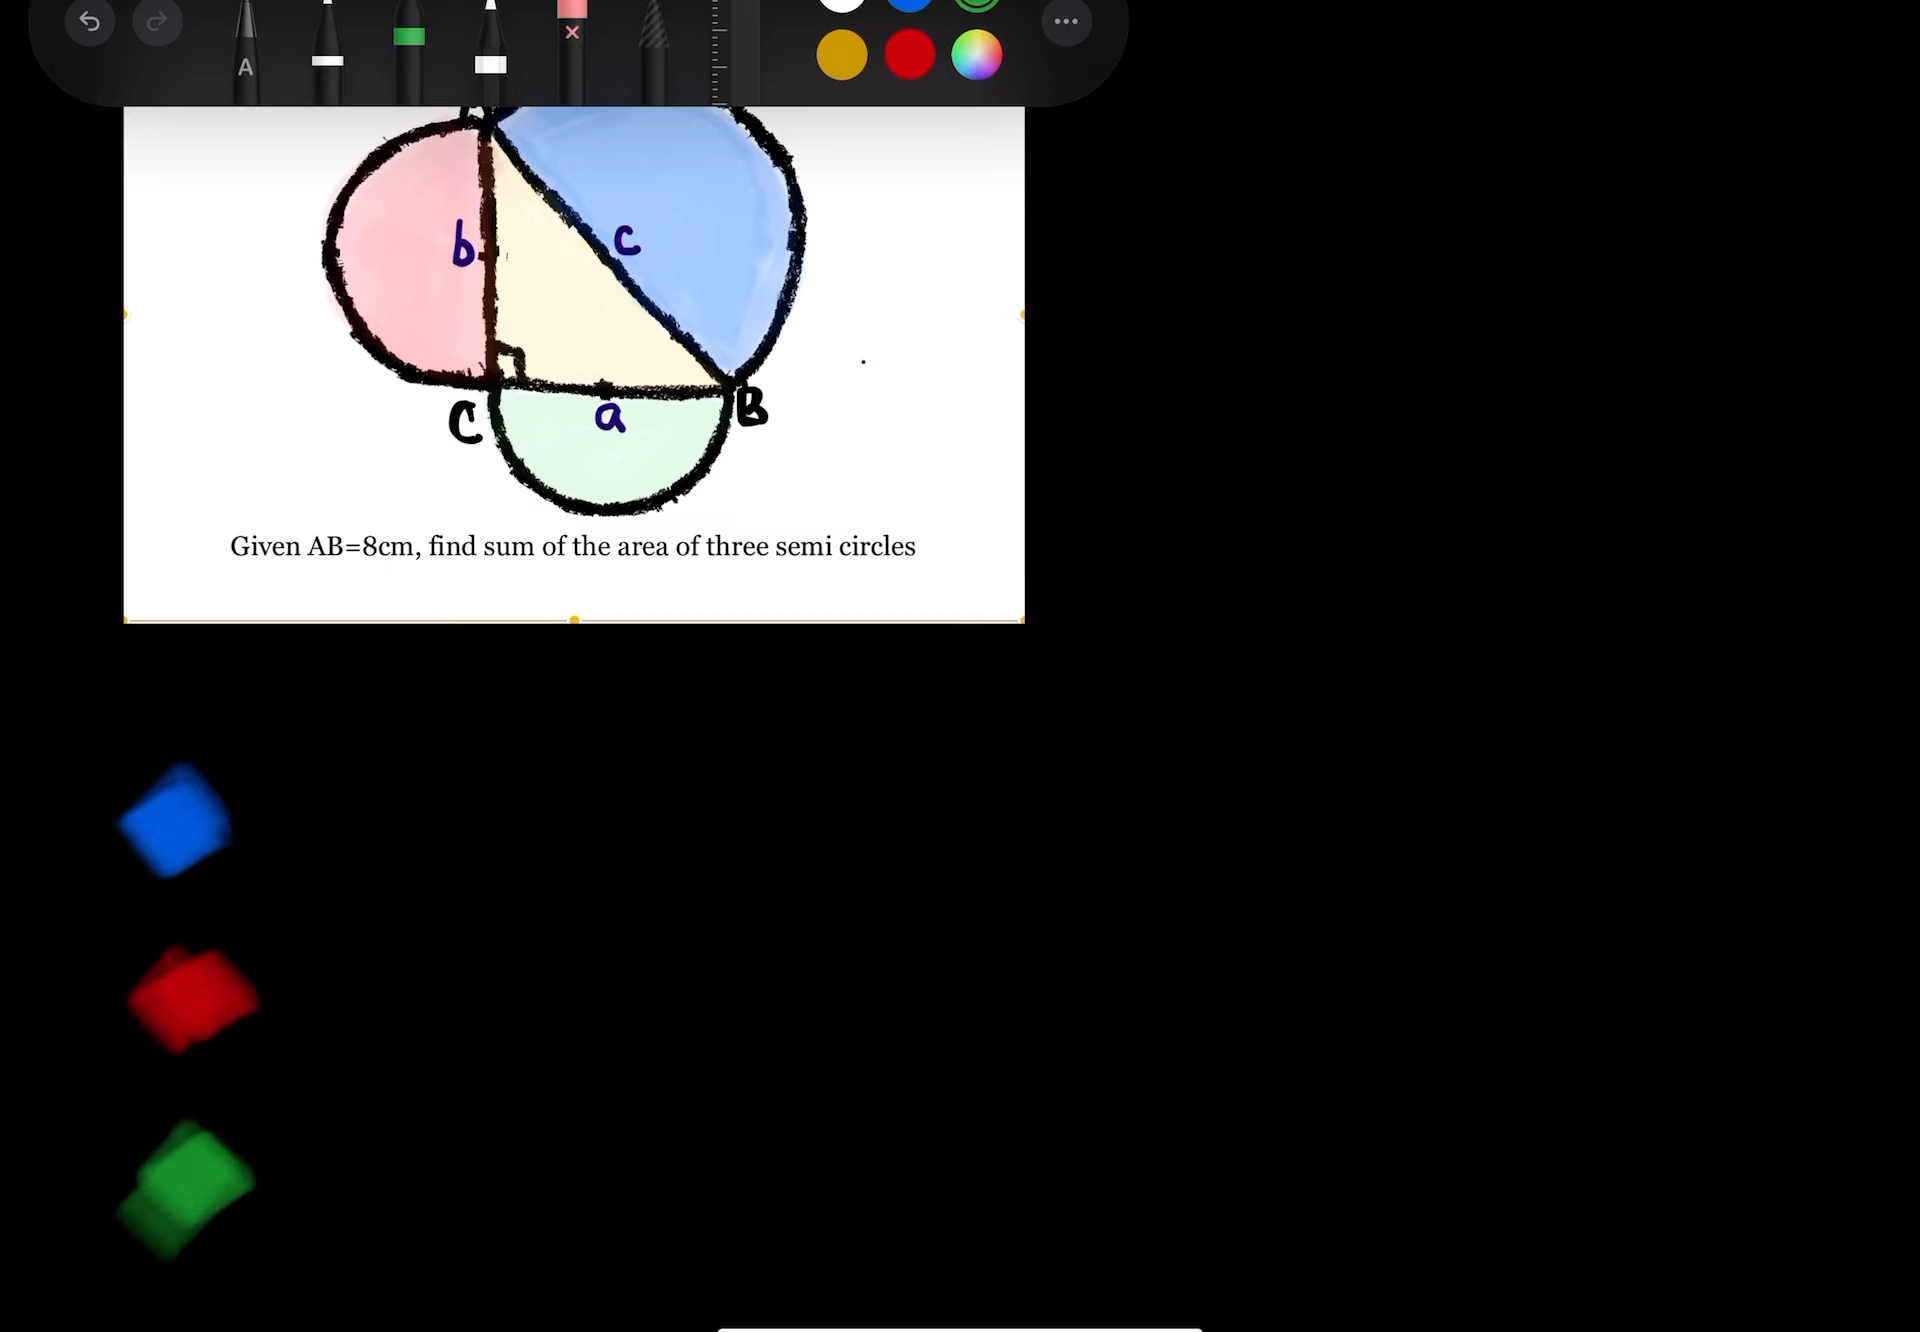 A
b
c
C
a
B
Given AB=8cm, find sum of the area of three semi circles